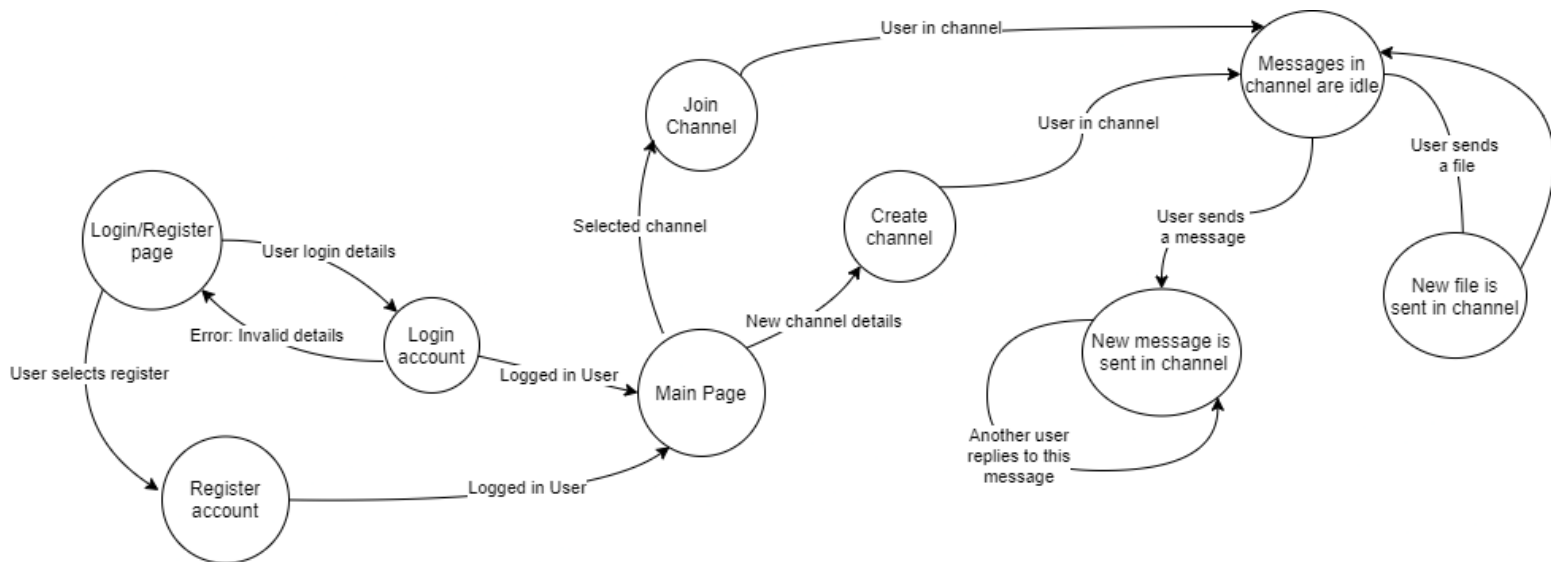 User in channel
Messages in
channel are idle
Join
Channel
User in channel
User sends
a file
Login/Register
page
Selected channel
Create
channel
User sends
a message
User login details
New file is
sent in channel
Error: Invalid details
Login
account
New channel details
New message is
sent in channel
User selects register
Logged in User
Main Page
Another user
replies to this
message
Register
account
Logged in User